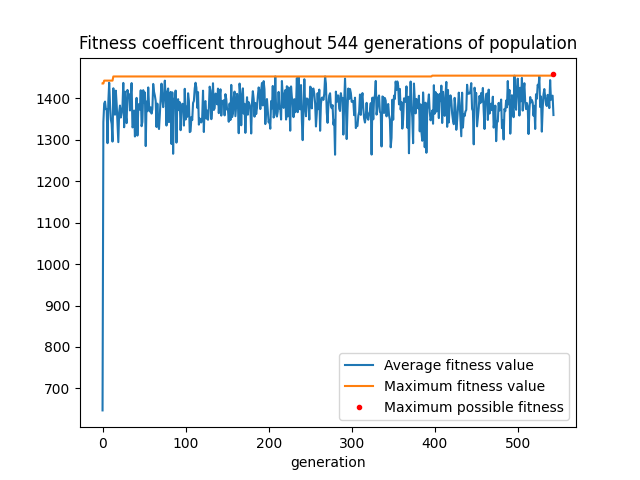 Fitness coefficent throughout 544 generations of population
1400
1300
1200
1100
1000
900
800
700
Average fitness value
Maximum fitness value
Maximum possible fitness
0 100 200 300 400 500
generation